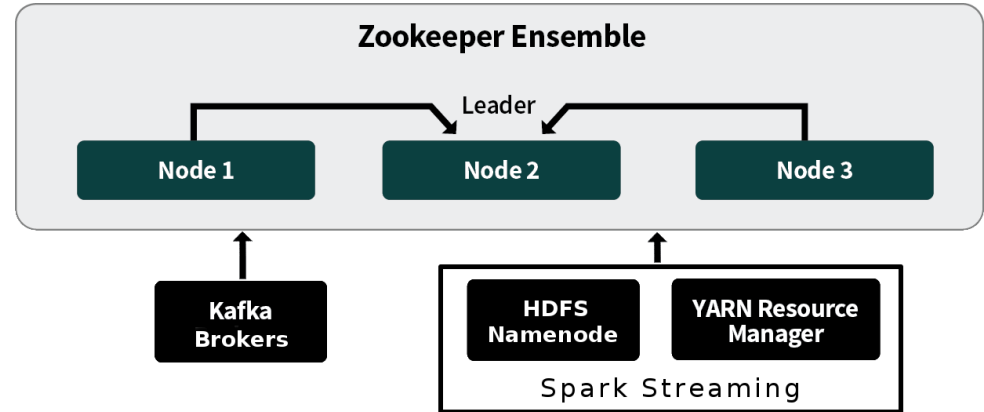 Zookeeper Ensemble
Leader
Node 1
Node 2
Node 3
Kafka
Brokers
HDFS
Namenode
YARN Resource
Manager
Spark Streaming